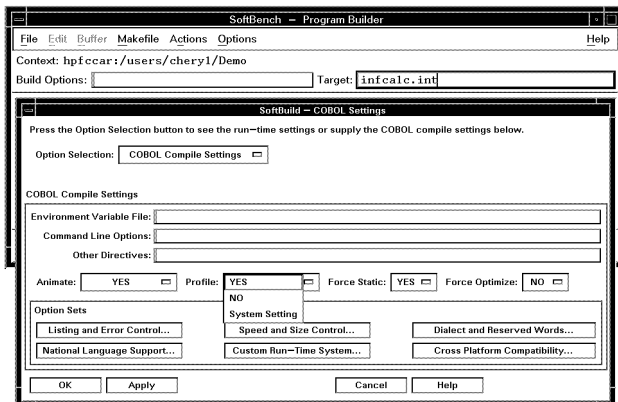 SoftBench – Program Builder
File Edit Buffer Makefile Actions Options Help
Context: hpfccar:/users/cheryl/Demo
Build Options: Target: infcalc.int
SoftBuild – COBOL Settings
Press the Option Selection button to see the run–time settings or supply the COBOL compile settings below.
Option Selection: COBOL Compile Settings
COBOL Compile Settings
Environment Variable File:
Command Line Options:
Other Directives:
Animate: YES Profile: YES Force Static: YES Force Optimize: NO
NO
System Setting
Option Sets
Listing and Error Control... Speed and Size Control... Dialect and Reserved Words...
National Language Support... Custom Run–Time System... Cross Platform Compatibility...
OK Apply Cancel Help